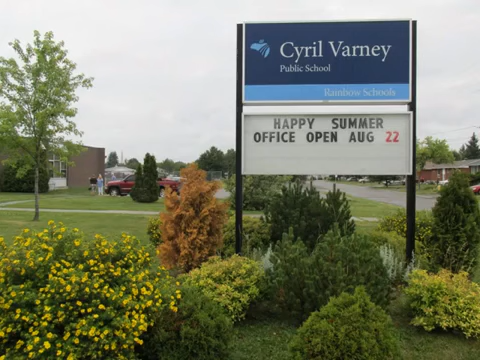 Cyril Varney
Public School
Rainbow Schools
HAPPY SUMMER
OFFICE OPEN AUG 22